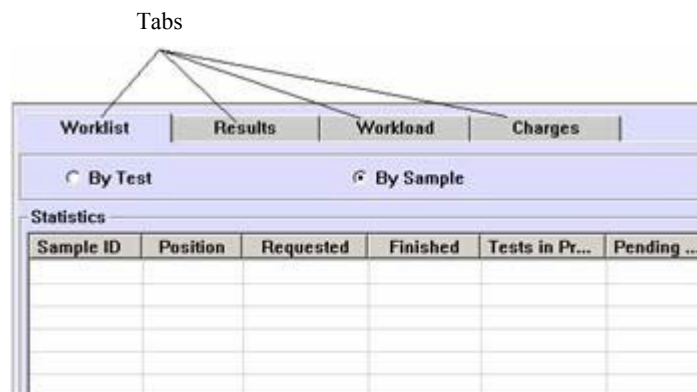 Tabs
Worklist Results Workload Charges
By Test By Sample
Statistics
Sample ID Position Requested Finished Tests in Pr... Pending ...